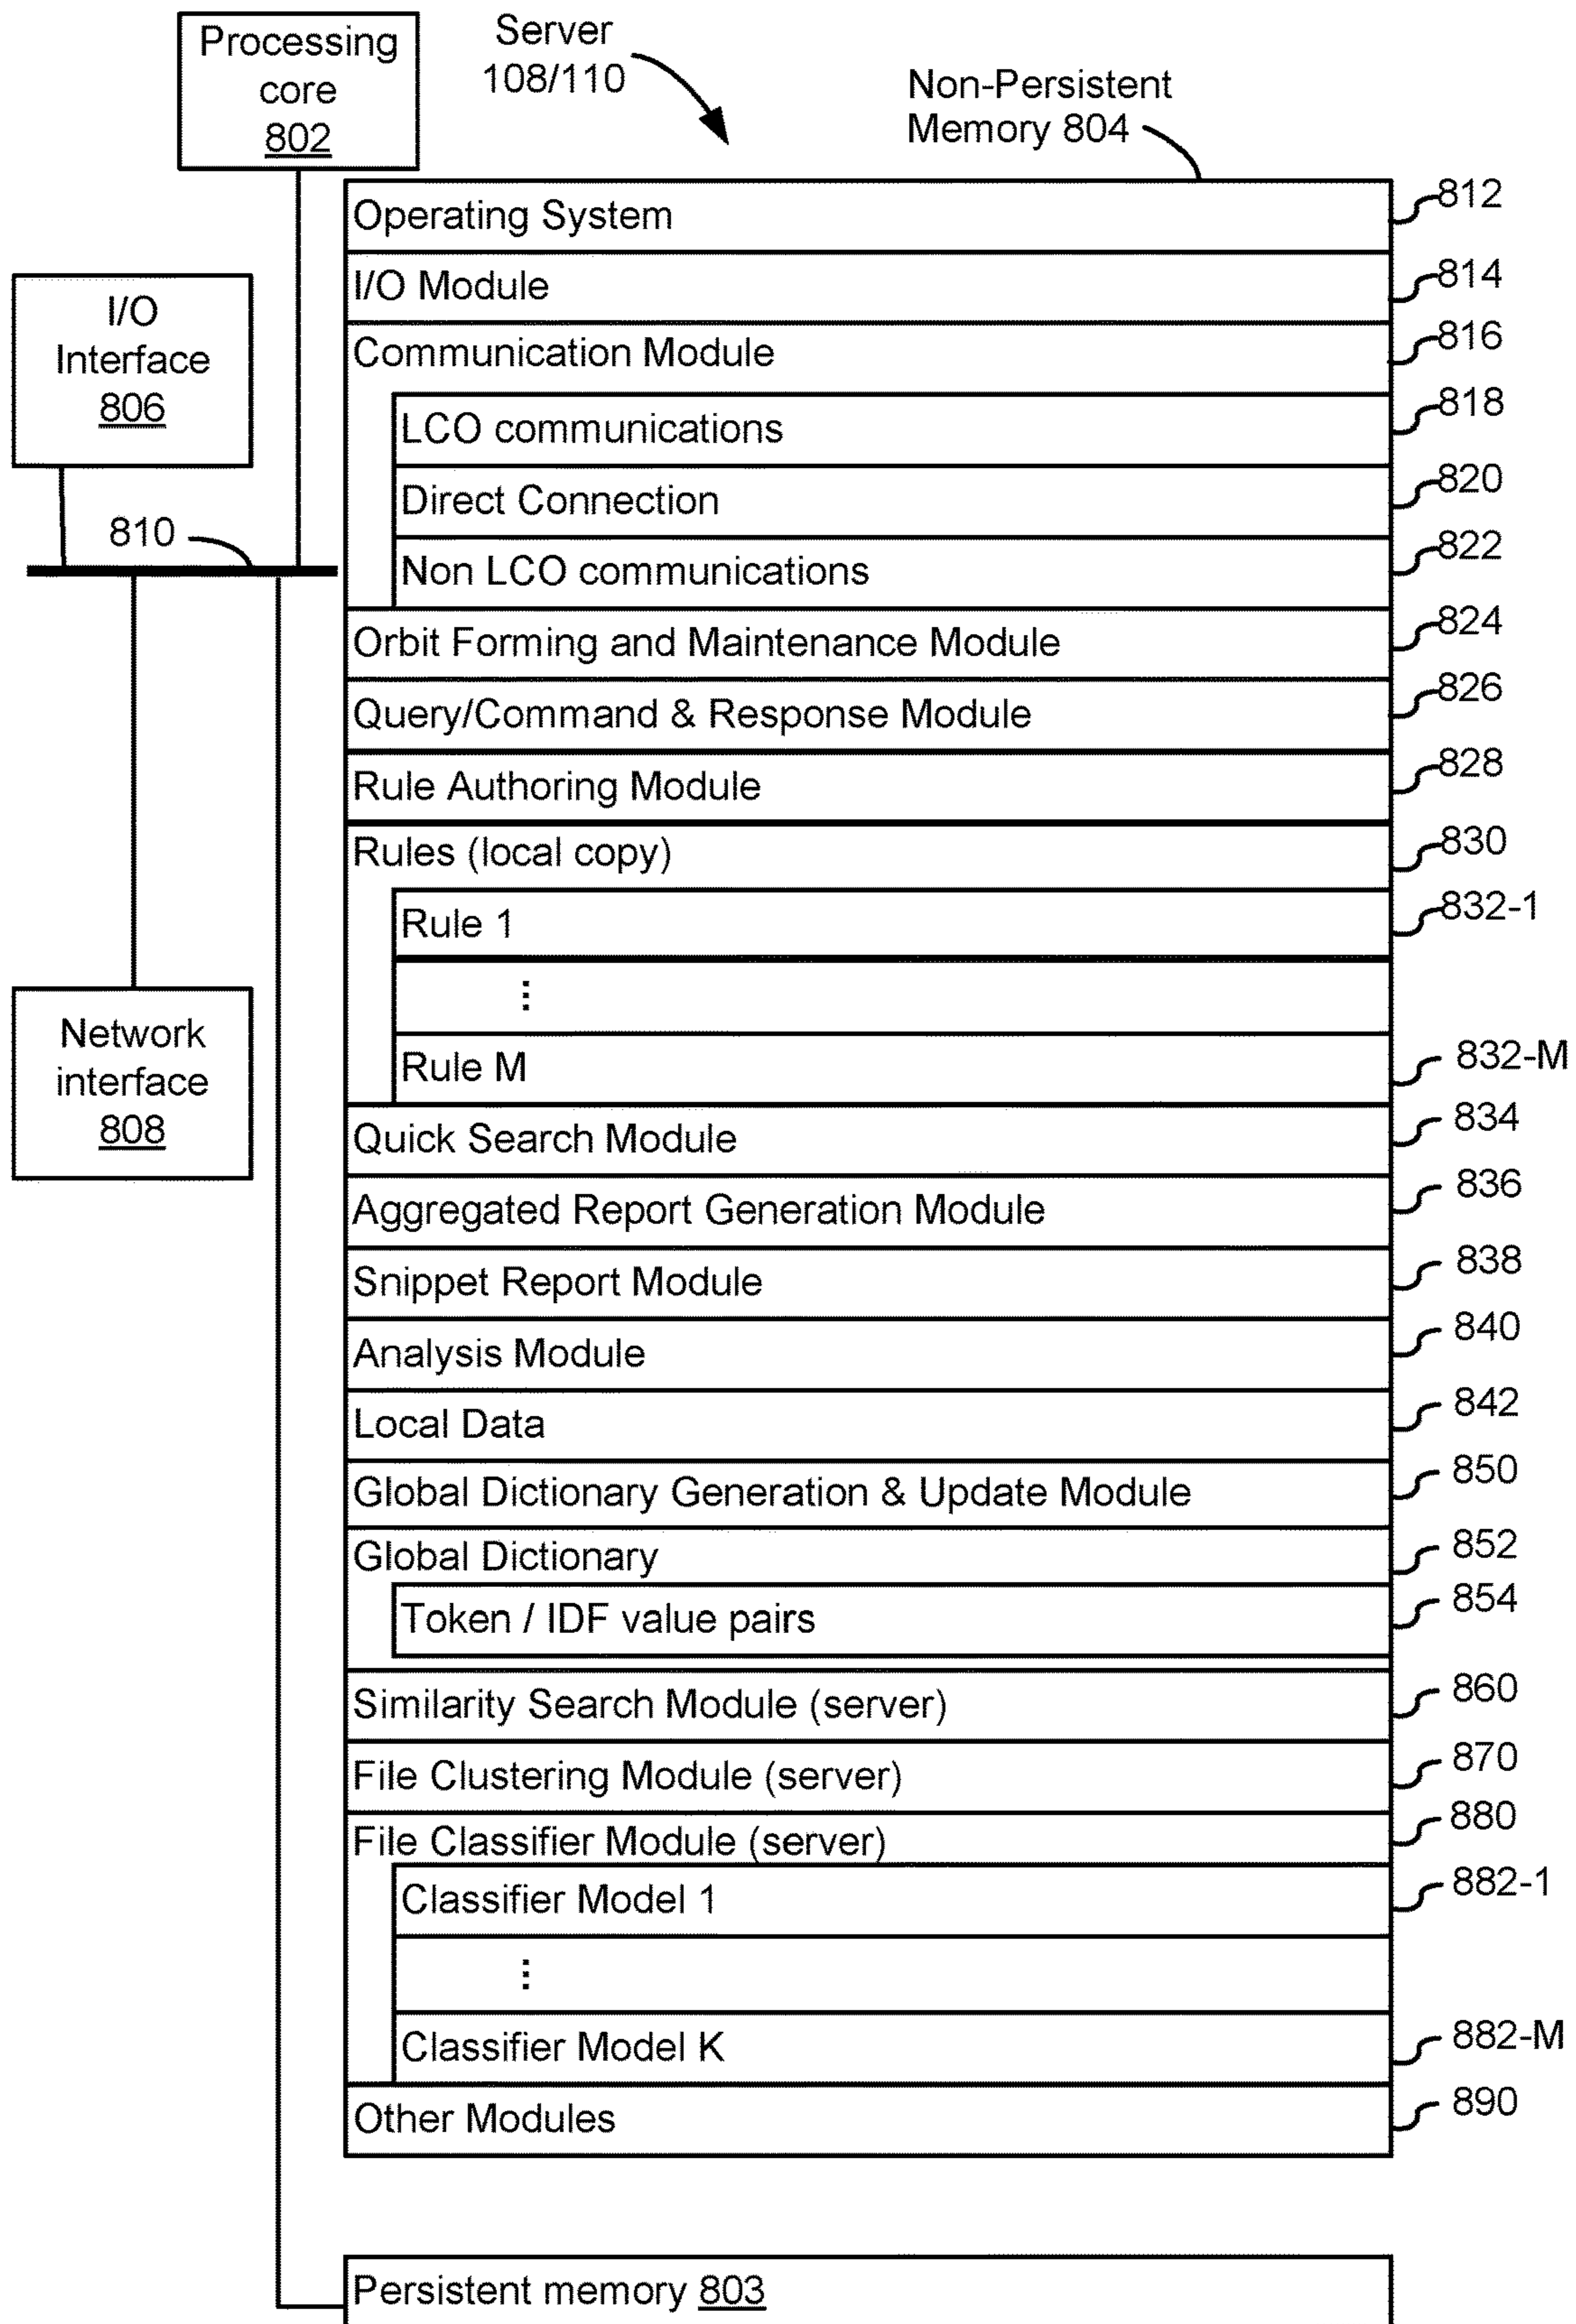 Processing
core
802
Server
108/110
Non-Persistent
Memory 804
Operating System
812
I/O Module
814
I/O
Interface
806
Communication Module
816
LCO communications
818
Direct Connection
820
810
Non LCO communications
822
Orbit Forming and Maintenance Module
824
Query/Command & Response Module
826
Rule Authoring Module
828
Rules (local copy)
830
Rule 1
832-1
⋮
Network
interface
808
Rule M
832-M
Quick Search Module
834
Aggregated Report Generation Module
836
Snippet Report Module
838
Analysis Module
840
Local Data
842
Global Dictionary Generation & Update Module
850
Global Dictionary
852
Token / IDF value pairs
854
Similarity Search Module (server)
860
File Clustering Module (server)
870
File Classifier Module (server)
880
Classifier Model 1
882-1
⋮
Classifier Model K
882-M
Other Modules
890
Persistent memory 803